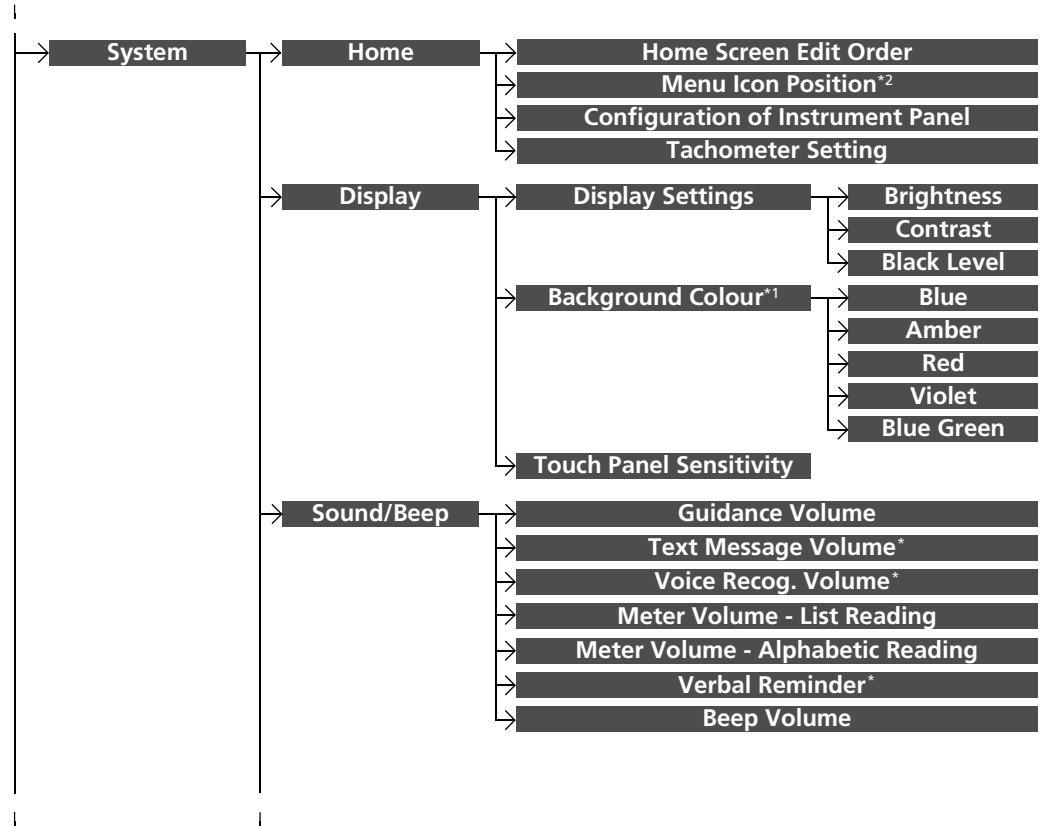 System
Home
Home Screen Edit Order
Menu Icon Position*2
Configuration of Instrument Panel
Tachometer Setting
Display
Display Settings
Brightness
Contrast
Black Level
Background Colour*1
Blue
Amber
Red
Violet
Blue Green
Touch Panel Sensitivity
Sound/Beep
Guidance Volume
Text Message Volume*
Voice Recog. Volume*
Meter Volume - List Reading
Meter Volume - Alphabetic Reading
Verbal Reminder*
Beep Volume